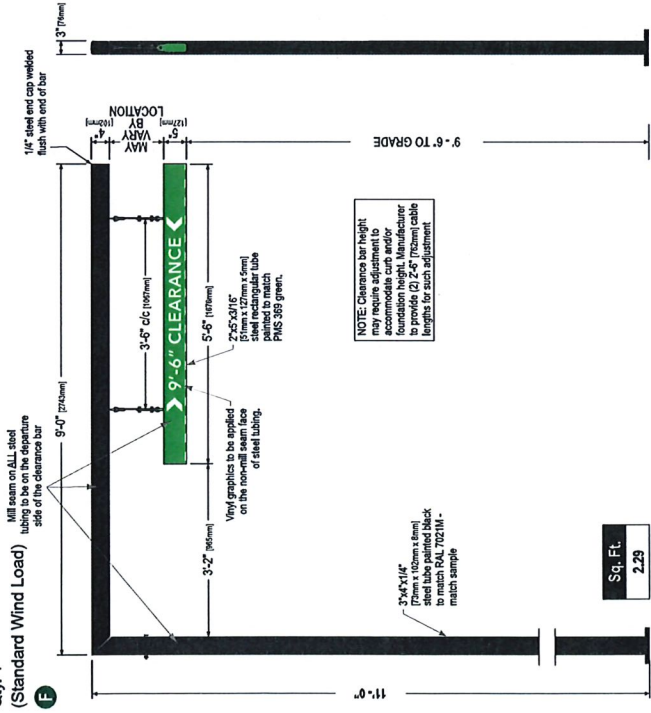 (Standard Wind Load)
F
Mill seam on ALL steel
tubing to be on the departure
side of the clearance bar
1/4" steel end cap welded
flush with end of bar
9'-0" [2743mm]
3" [76mm]
4"
[102mm]
MAY
VARY
BY
LOCATION
5"
[127mm]
3'-6" c/c [1067mm]
9'-6" CLEARANCE
5'-6" [1676mm]
3'-2" [965mm]
2"x5"x3/16"
[51mm x 127mm x 5mm]
steel rectangular tube
painted to match
PMS 369 green.
Vinyl graphics to be applied
on the non-mill seam face
of steel tubing.
9'-6" TO GRADE
11'-0"
NOTE: Clearance bar height
may require adjustment to
accommodate curb and/or
foundation height. Manufacturer
to provide (2) 2'-6" [762mm] cable
lengths for such adjustment
3"x4"x1/4"
[73mm x 102mm x 8mm]
steel tube painted black
to match RAL 7021M -
match sample
Sq. Ft.
2.29